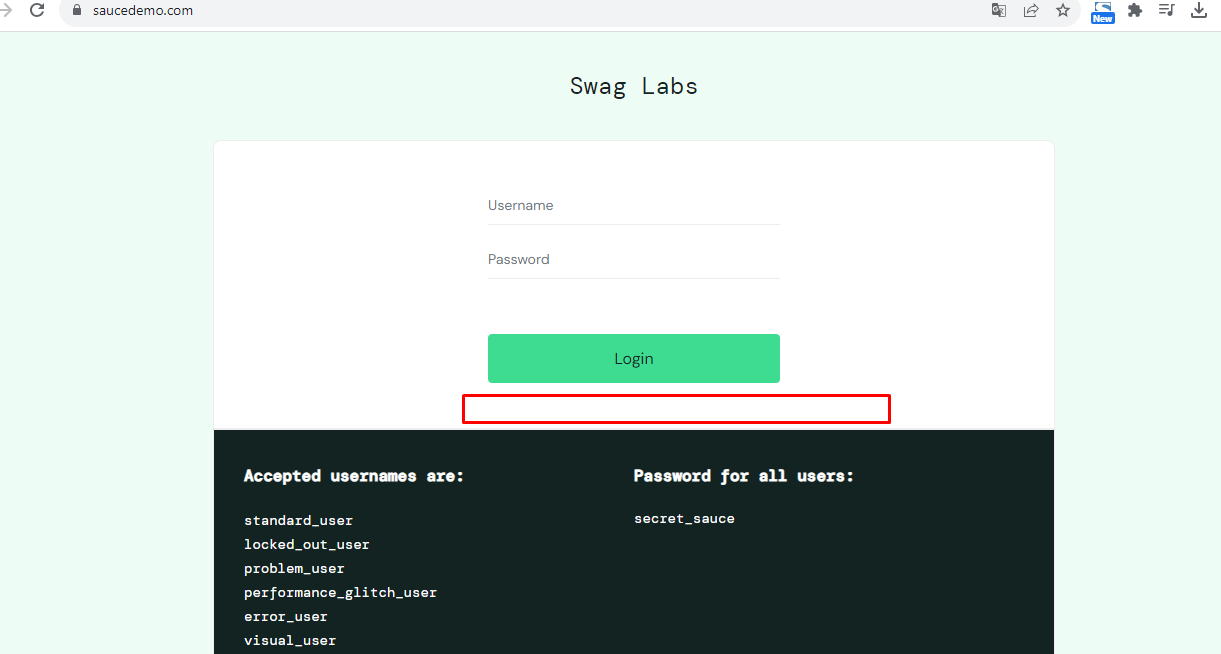 saucedemo.com
New
Swag Labs
Username
Password
Login
Accepted usernames are:
standard_user
locked_out_user
problem_user
performance_glitch_user
error_user
visual_user
Password for all users:
secret_sauce